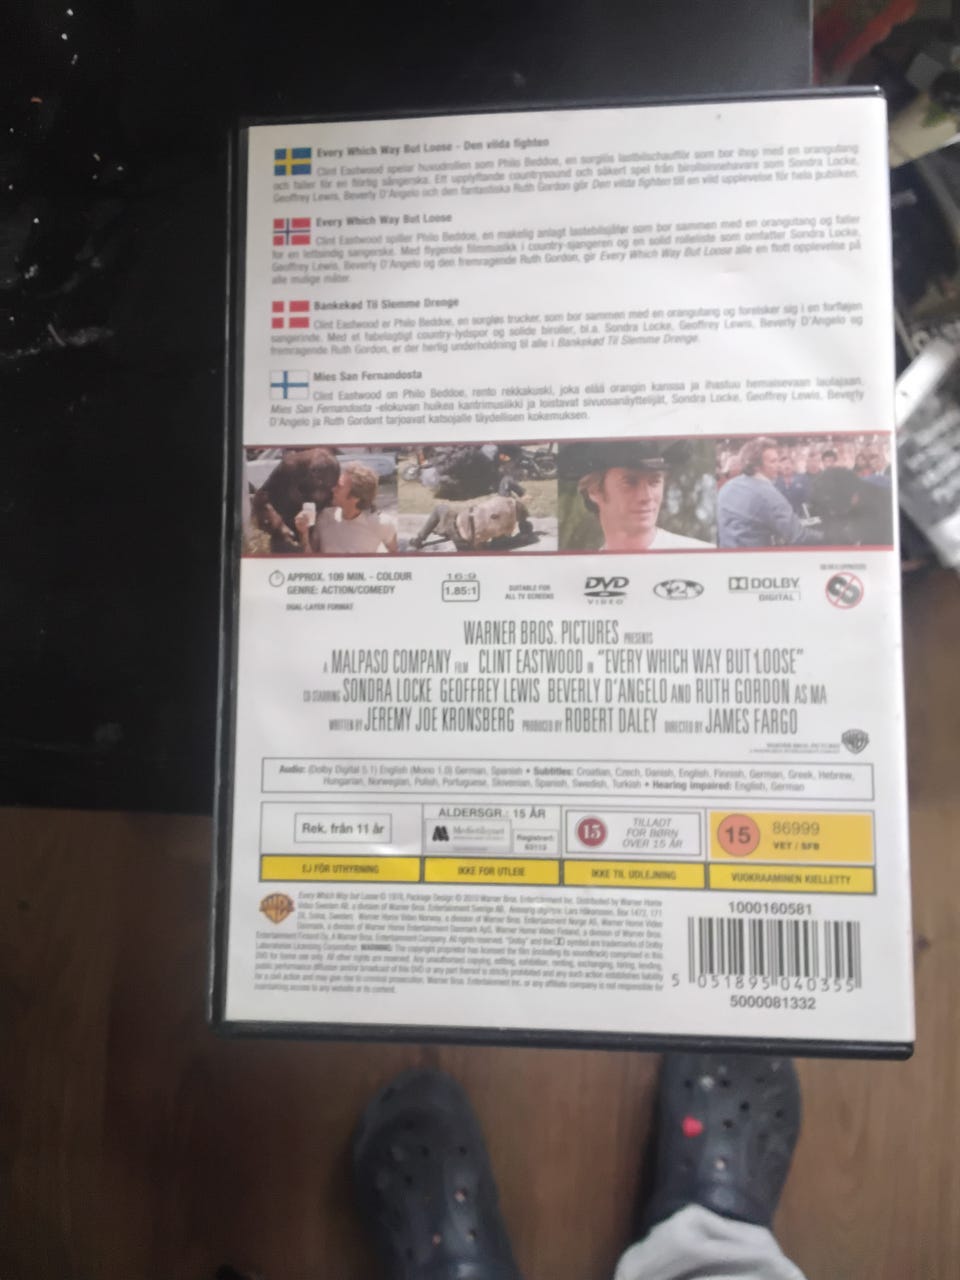 Every Which Way But Loose - Den vilda fighten
Clint Eastwood spelar huvudrollen som Philo Beddoe, en sorglös lastbilschaufför som bor ihop med en orangutang
och faller för en flörtig sångerska. Ett upplyftande countrysound och säkert spel från birollsinnehavare som Sondra Locke,
Geoffrey Lewis, Beverly D'Angelo och den fantastiska Ruth Gordon gör Den vilda fighten till en vild upplevelse för hela publiken.
Every Which Way But Loose
Clint Eastwood spiller Philo Beddoe, en makelig anlagt lastebilsjåfør som bor sammen med en orangutang og faller
for en lettsindig sangerske. Med flygende filmmusikk i country-sjangeren og en solid rolleliste som omfatter Sondra Locke,
Geoffrey Lewis, Beverly D'Angelo og den fremragende Ruth Gordon, gir Every Which Way But Loose alle en flott opplevelse på
alle mulige måter.
Bankekød Til Slemme Drenge
Clint Eastwood er Philo Beddoe, en sorgløs trucker, som bor sammen med en orangutang og forelsker sig i en forfløjen
sangerinde. Med et fabelagtigt country-lydspor og solide biroller, bl.a. Sondra Locke, Geoffrey Lewis, Beverly D'Angelo og
fremragende Ruth Gordon, er der herlig underholdning til alle i Bankekød Til Slemme Drenge.
Mies San Fernandosta
Clint Eastwood on Philo Beddoe, rento rekkakuski, joka elää orangin kanssa ja ihastuu hemaisevaan laulajaan.
Mies San Fernandosta -elokuvan huikea kantrimusiikki ja loistavat sivuosanäyttelijät, Sondra Locke, Geoffrey Lewis, Beverly
D'Angelo ja Ruth Gordont tarjoavat katsojalle täydellisen kokemuksen.
APPROX. 109 MIN. - COLOUR
GENRE: ACTION/COMEDY
DUAL-LAYER FORMAT
16:9
1.85:1
SUITABLE FOR
ALL TV SCREENS
DVD
VIDEO
2
DOLBY
DIGITAL
WARNER BROS. PICTURES PRESENTS
A MALPASO COMPANY FILM CLINT EASTWOOD IN "EVERY WHICH WAY BUT LOOSE"
CO-STARRING SONDRA LOCKE GEOFFREY LEWIS BEVERLY D'ANGELO AND RUTH GORDON AS MA
WRITTEN BY JEREMY JOE KRONSBERG PRODUCED BY ROBERT DALEY DIRECTED BY JAMES FARGO
Audio: (Dolby Digital 5.1) English (Mono 1.0) German, Spanish • Subtitles: Croatian, Czech, Danish, English, Finnish, German, Greek, Hebrew,
Hungarian, Norwegian, Polish, Portuguese, Slovenian, Spanish, Swedish, Turkish • Hearing impaired: English, German
Rek. från 11 år
ALDERSGR.: 15 ÅR
Medietilsynet
Registrert:
15
TILLADT
FOR BØRN
OVER 15 ÅR
15
86999
VET / SFB
EJ FÖR UTHYRNING
IKKE FOR UTLEIE
IKKE TIL UDLEJNING
VUOKRAAMINEN KIELLETTY
1000160581
5 051895 040355
5000081332